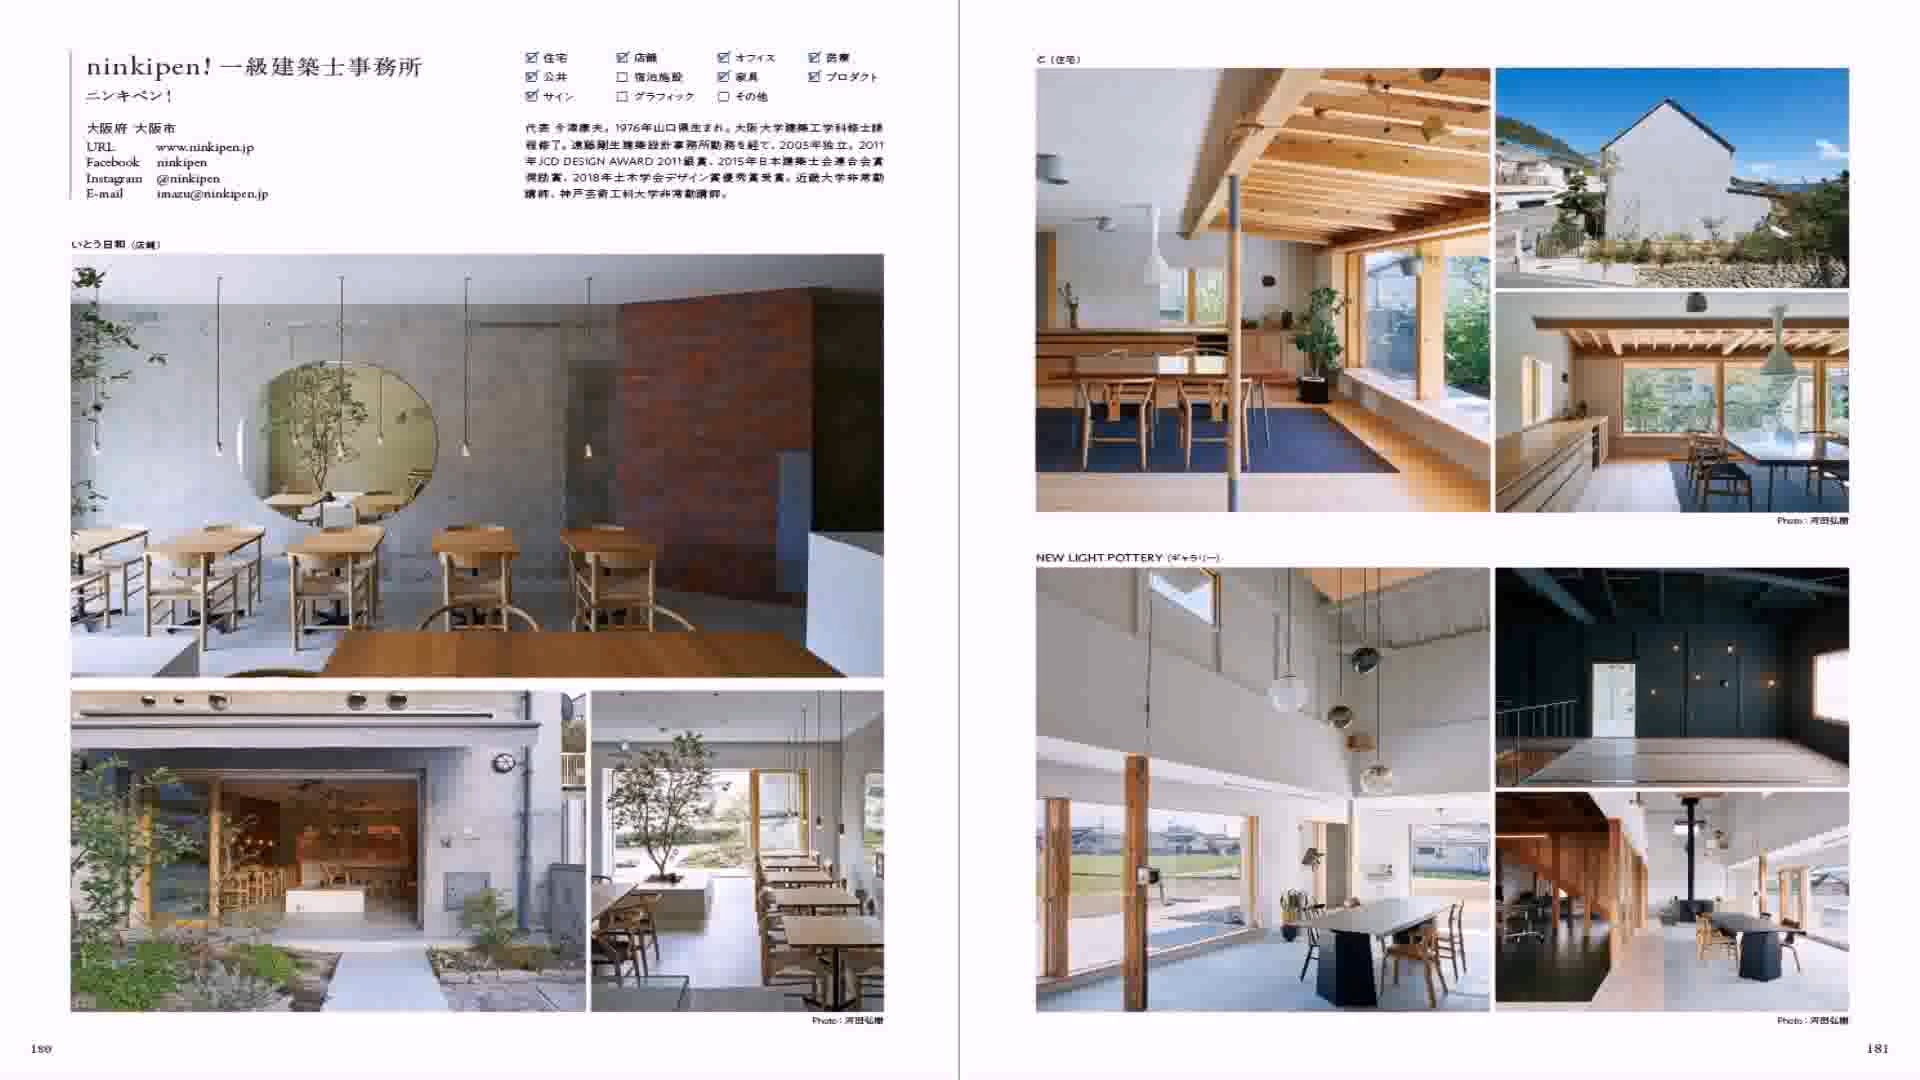 ninkipen! 一級建築士事務所
ニンキペン!
大阪府 大阪市
URL www.ninkipen.jp
Facebook ninkipen
Instagram @ninkipen
E-mail imazu@ninkipen.jp
住宅 店舗 オフィス 医療
公共 宿泊施設 家具 プロダクト
サイン グラフィック その他
代表 今津康夫。1976年山口県生まれ。大阪大学建築工学科修士課
程修了。遠藤剛生建築設計事務所勤務を経て、2005年独立。2011
年JCD DESIGN AWARD 2011銀賞、2015年日本建築士会連合会賞
奨励賞、2018年土木学会デザイン賞優秀賞受賞。近畿大学非常勤
講師、神戸芸術工科大学非常勤講師。
いとう日和（店舗）
Photo : 河田弘樹
180
と（住宅）
Photo : 河田弘樹
NEW LIGHT POTTERY（ギャラリー）
Photo : 河田弘樹
181